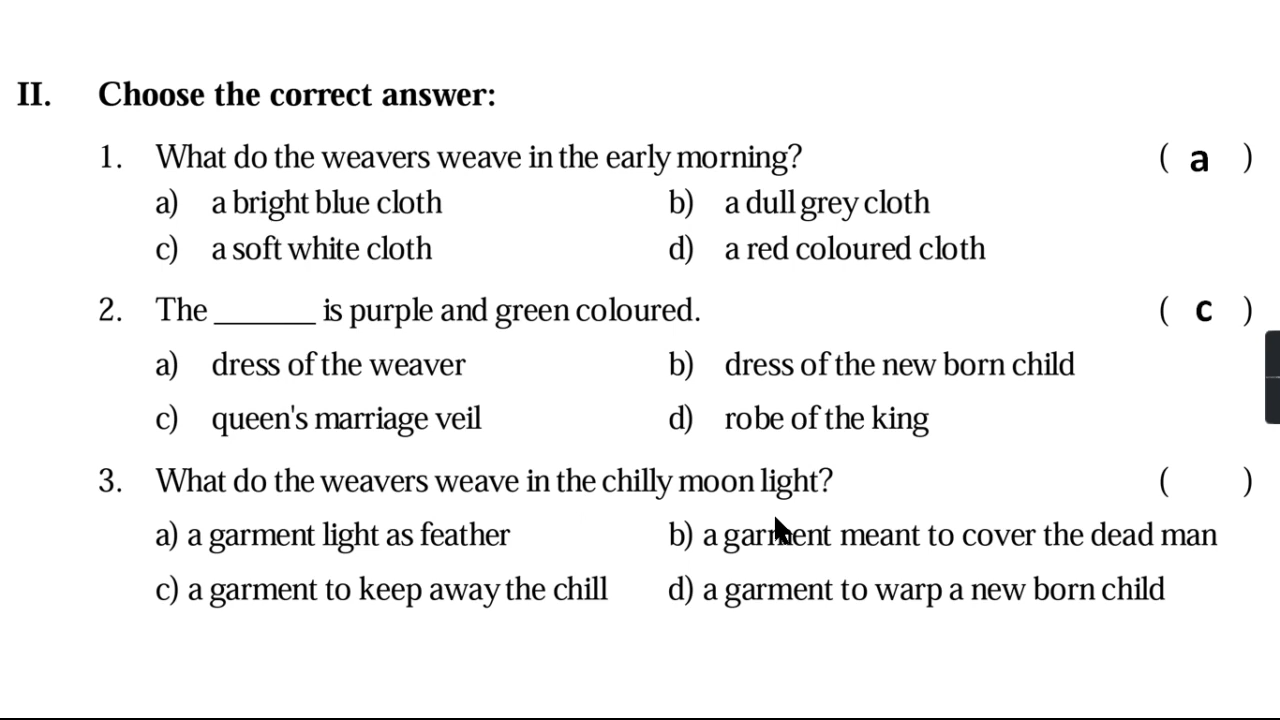 II. Choose the correct answer:
1. What do the weavers weave in the early morning? ( a )
a) a bright blue cloth b) a dull grey cloth
c) a soft white cloth d) a red coloured cloth
2. The _______ is purple and green coloured. ( c )
a) dress of the weaver b) dress of the new born child
c) queen's marriage veil d) robe of the king
3. What do the weavers weave in the chilly moon light? ( )
a) a garment light as feather b) a garment meant to cover the dead man
c) a garment to keep away the chill d) a garment to warp a new born child